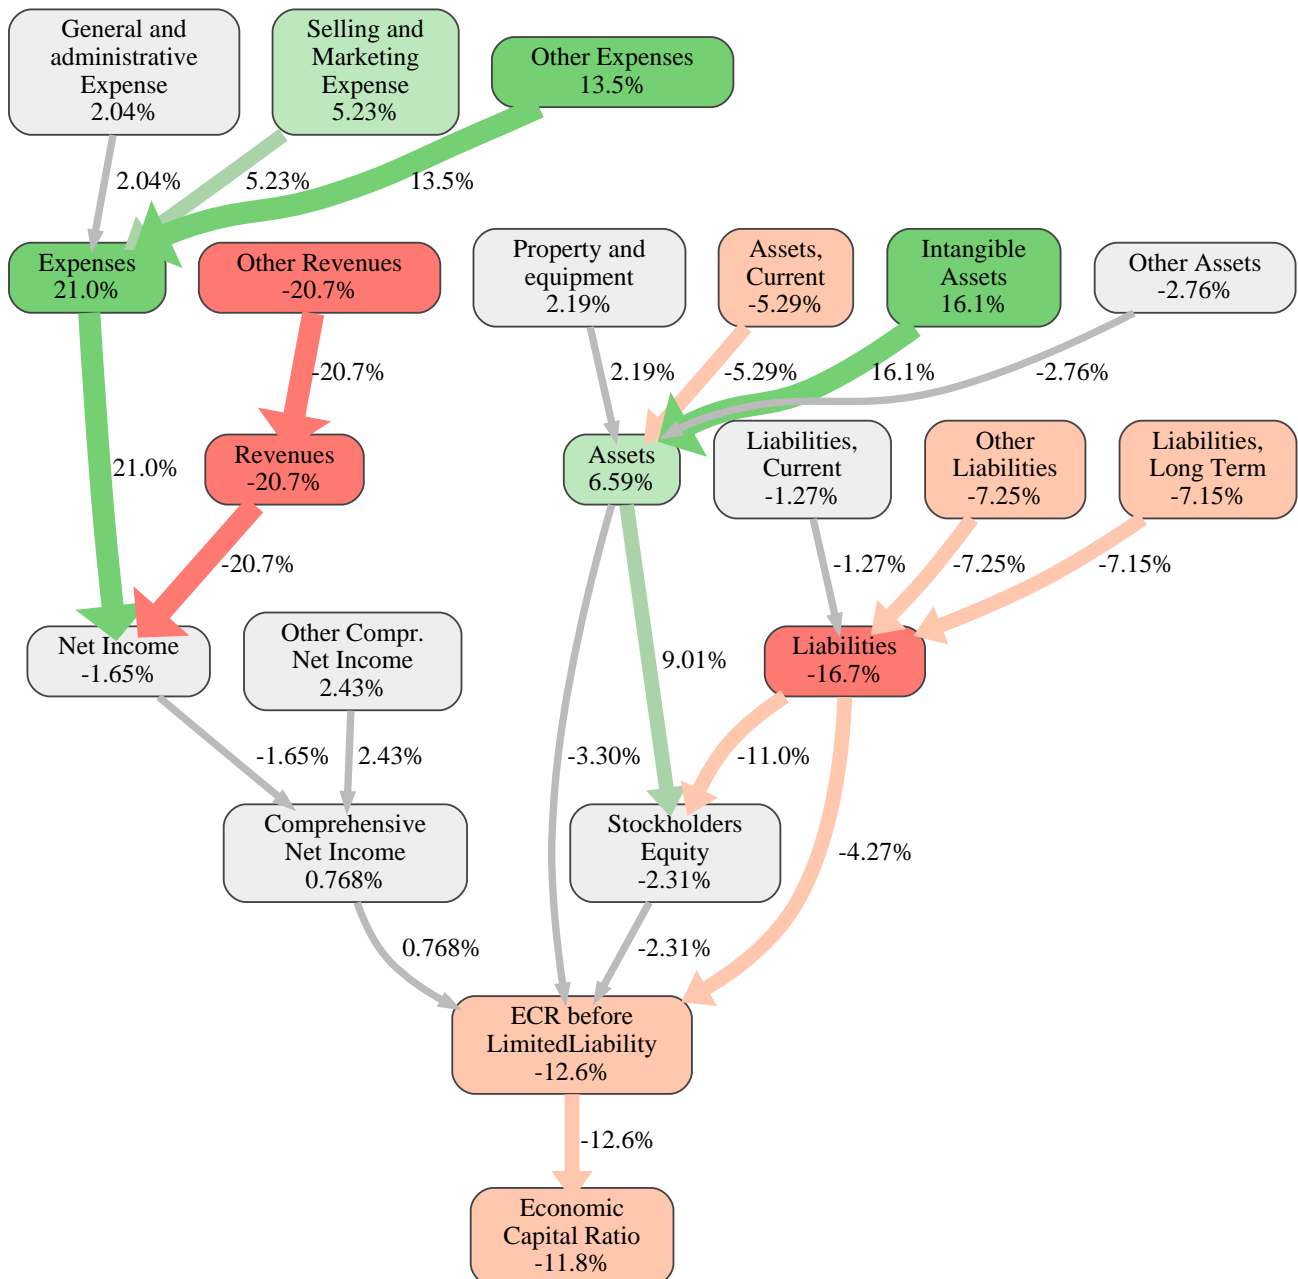 General and
administrative
Expense
2.04%
Selling and
Marketing
Expense
5.23%
Other Expenses
13.5%
2.04%
5.23%
13.5%
Expenses
21.0%
Other Revenues
-20.7%
Property and
equipment
2.19%
Assets,
Current
-5.29%
Intangible
Assets
16.1%
Other Assets
-2.76%
-20.7%
2.19%
-5.29%
16.1%
-2.76%
21.0%
Revenues
-20.7%
Assets
6.59%
Liabilities,
Current
-1.27%
Other
Liabilities
-7.25%
Liabilities,
Long Term
-7.15%
-20.7%
-1.27%
-7.25%
-7.15%
Net Income
-1.65%
Other Compr.
Net Income
2.43%
9.01%
Liabilities
-16.7%
-1.65%
2.43%
-3.30%
-11.0%
Comprehensive
Net Income
0.768%
Stockholders
Equity
-2.31%
-4.27%
0.768%
-2.31%
ECR before
LimitedLiability
-12.6%
-12.6%
Economic
Capital Ratio
-11.8%